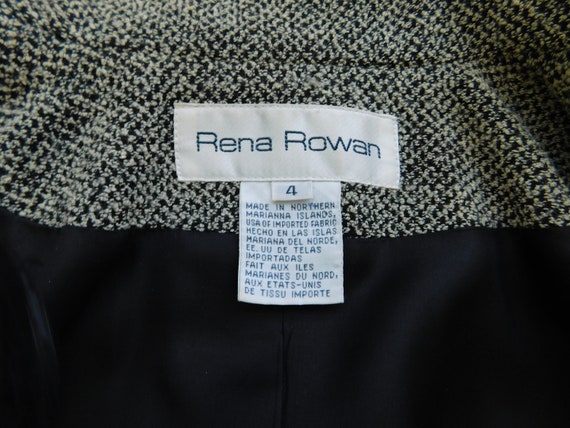 Rena Rowan
4
MADE IN NORTHERN
MARIANNA ISLANDS,
USA OF IMPORTED FABRIC
HECHO EN LAS ISLAS
MARIANA DEL NORDE,
EE. UU DE TELAS
IMPORTADAS
FAIT AUX ILES
MARIANES DU NORD,
AUX ETATS-UNIS
DE TISSU IMPORTE